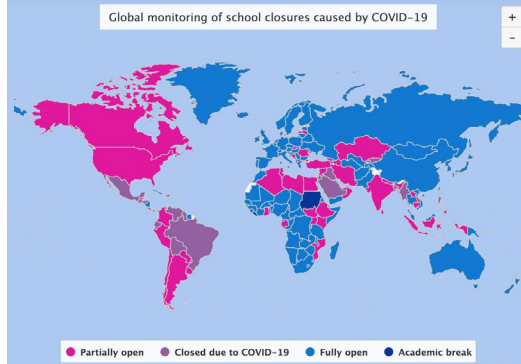 Global monitoring of school closures caused by COVID-19
+
-
Partially open
Closed due to COVID-19
Fully open
Academic break